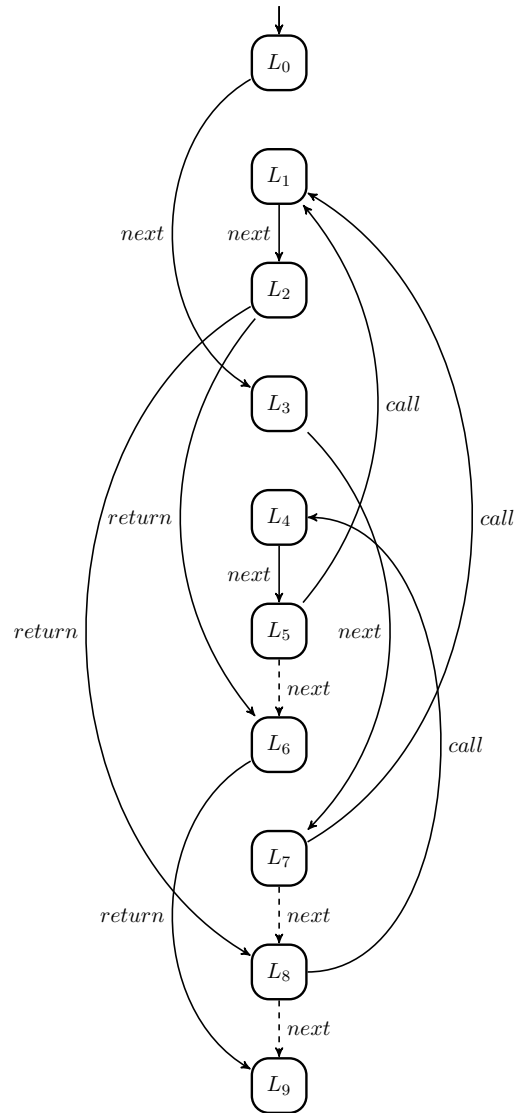 L₀
L₁
next
next
L₂
L₃
call
return
L₄
call
next
return
L₅
next
next
L₆
call
L₇
return
next
L₈
next
L₉